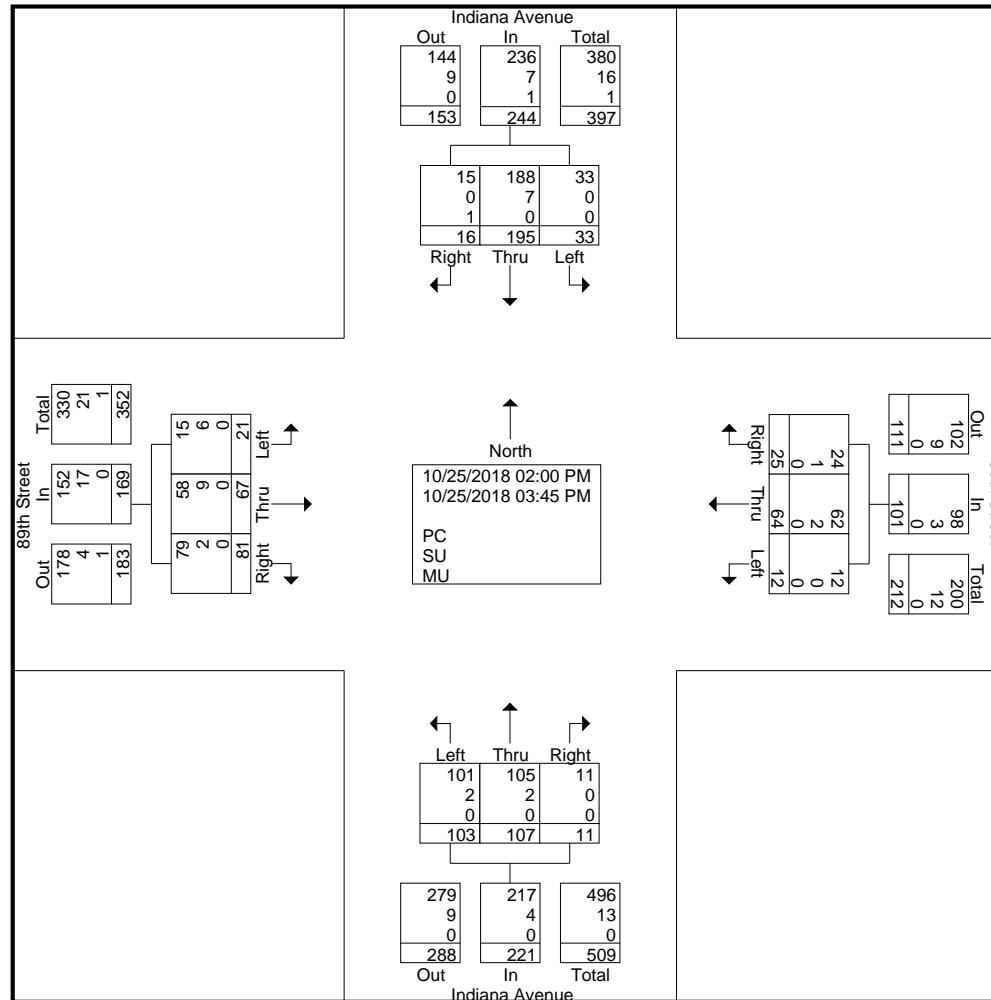 Indiana Avenue
Out In Total
144 236 380
9 7 16
0 1 1
153 244 397
15 188 33
0 7 0
1 0 0
16 195 33
Right Thru Left
89th Street
Total
330 21 1 352
In
152 17 0 169
Out
178 4 1 183
15 6 0 21
Left
58 9 0 67
Thru
79 2 0 81
Right
North
10/25/2018 02:00 PM
10/25/2018 03:45 PM
PC
SU
MU
Right
24 1 0 25
Thru
62 2 0 64
Left
12 0 0 12
Out
102 9 0 111
In
98 3 0 101
Total
200 12 0 212
Left Thru Right
101 105 11
2 2 0
0 0 0
103 107 11
279 217 496
9 4 13
0 0 0
288 221 509
Out In Total
Indiana Avenue